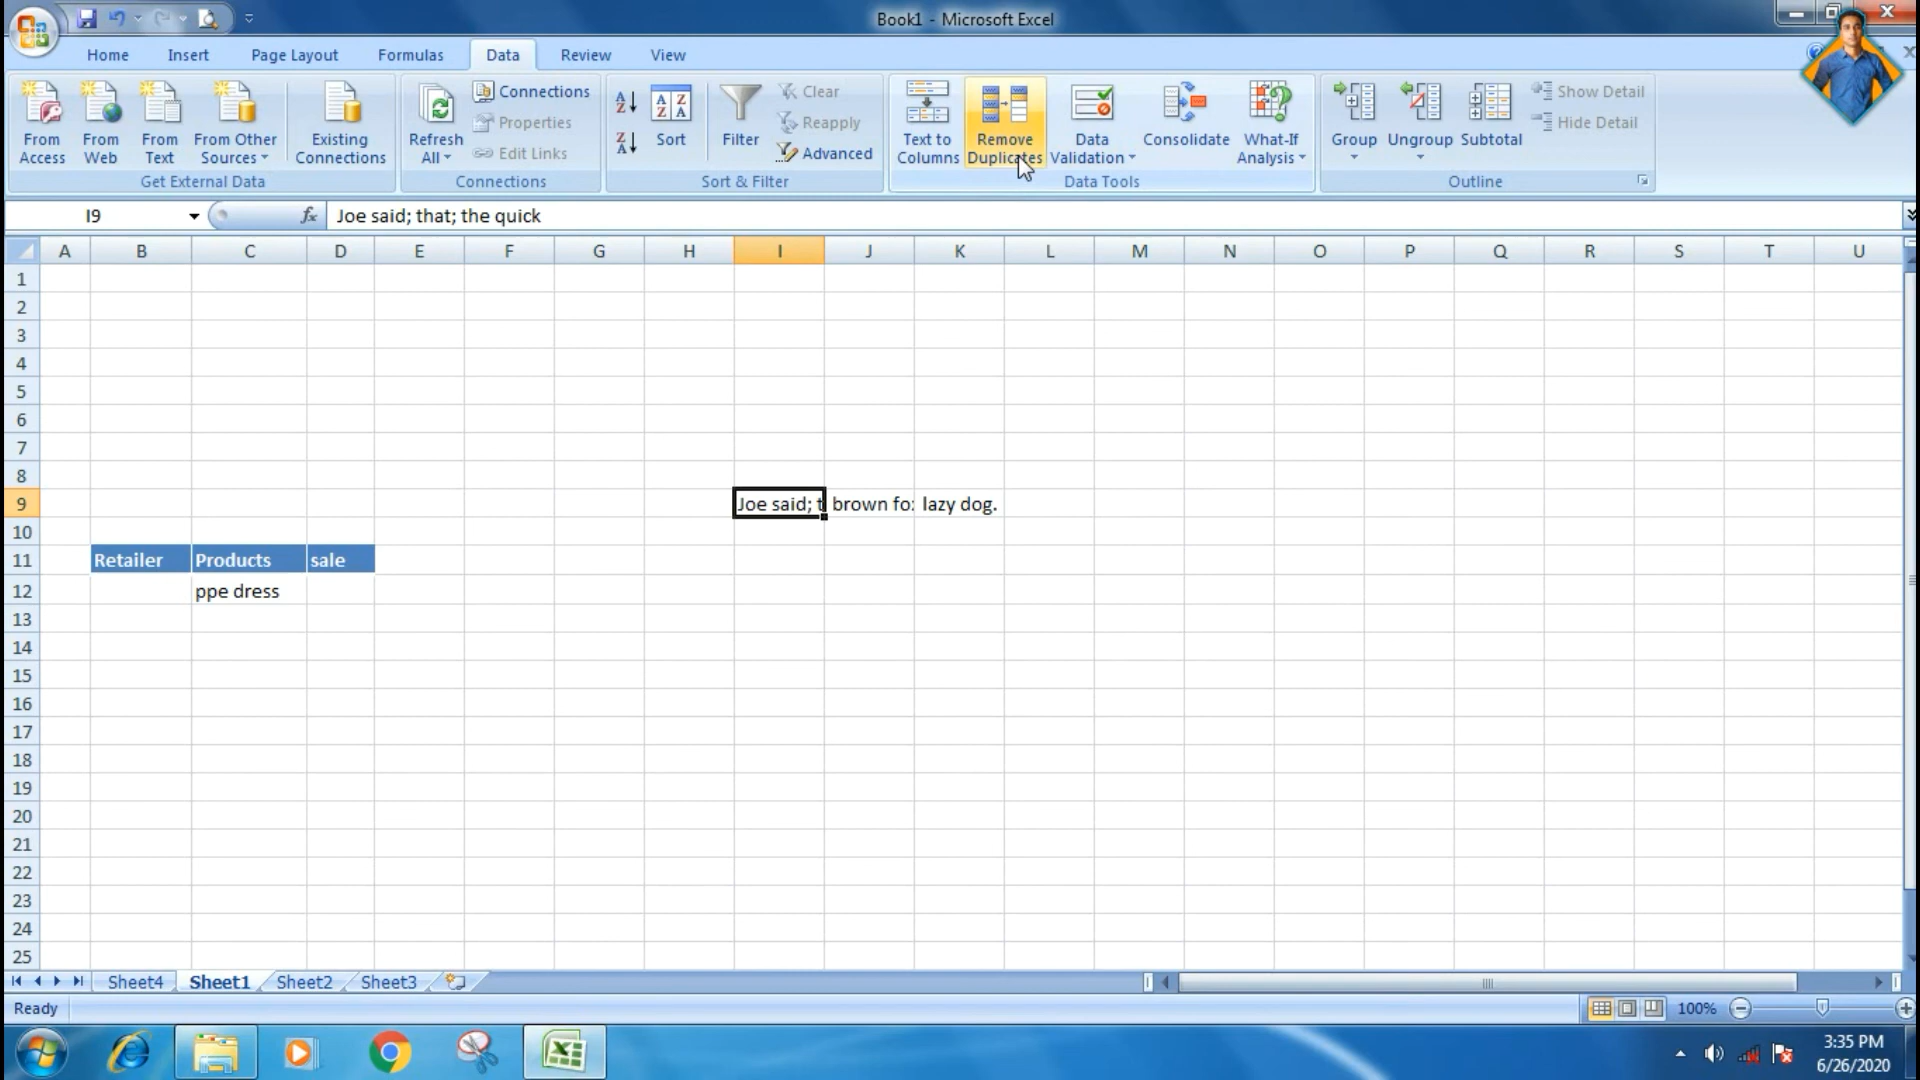 Book1 - Microsoft Excel
Home Insert Page Layout Formulas Data Review View
From Access
From Web
From Text
From Other Sources
Existing Connections
Get External Data
Refresh All
Connections
Properties
Edit Links
Connections
Sort
Filter
Clear
Reapply
Advanced
Sort & Filter
Text to Columns
Remove Duplicates
Data Validation
Consolidate
What-If Analysis
Data Tools
Group
Ungroup
Subtotal
Show Detail
Hide Detail
Outline
I9 fx Joe said; that; the quick
A B C D E F G H I J K L M N O P Q R S T U
1
2
3
4
5
6
7
8
9 Joe said; t brown fo lazy dog.
10
11 Retailer Products sale
12 ppe dress
13
14
15
16
17
18
19
20
21
22
23
24
25
Sheet4 Sheet1 Sheet2 Sheet3
Ready 100%
3:35 PM
6/26/2020